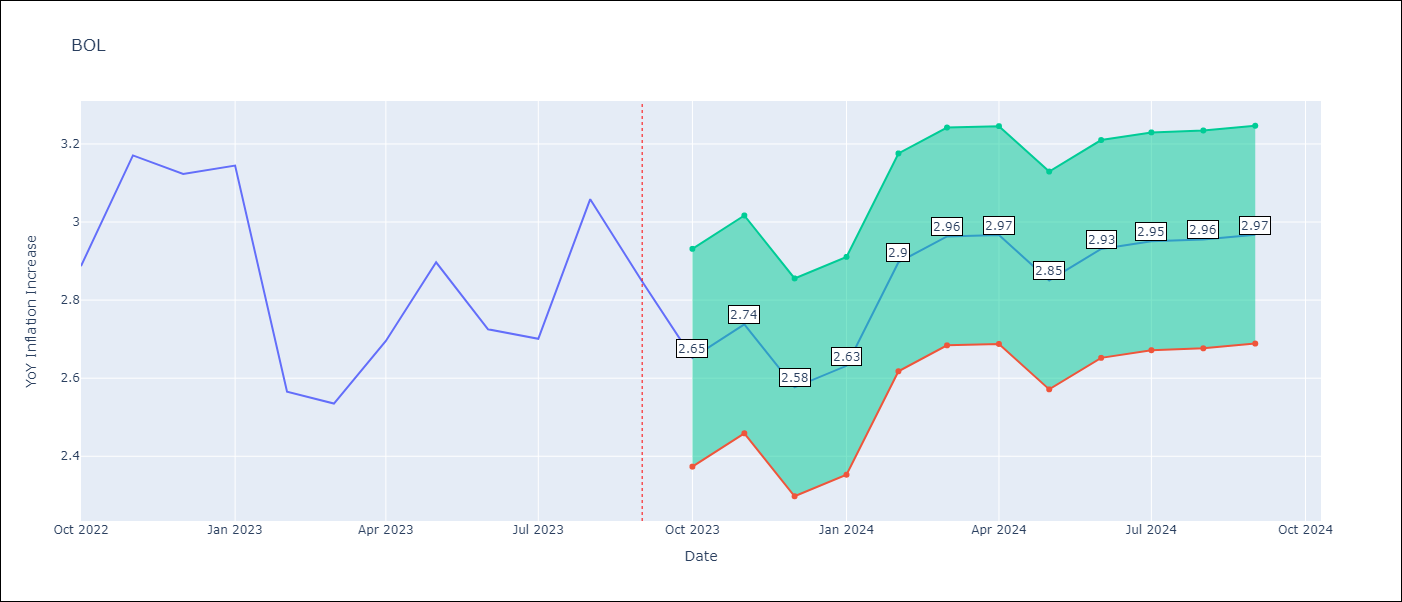 BOL
YoY Inflation Increase
3.2
3
2.8
2.6
2.4
2.65
2.74
2.58
2.63
2.9
2.96
2.97
2.85
2.93
2.95
2.96
2.97
Oct 2022
Jan 2023
Apr 2023
Jul 2023
Oct 2023
Jan 2024
Apr 2024
Jul 2024
Oct 2024
Date